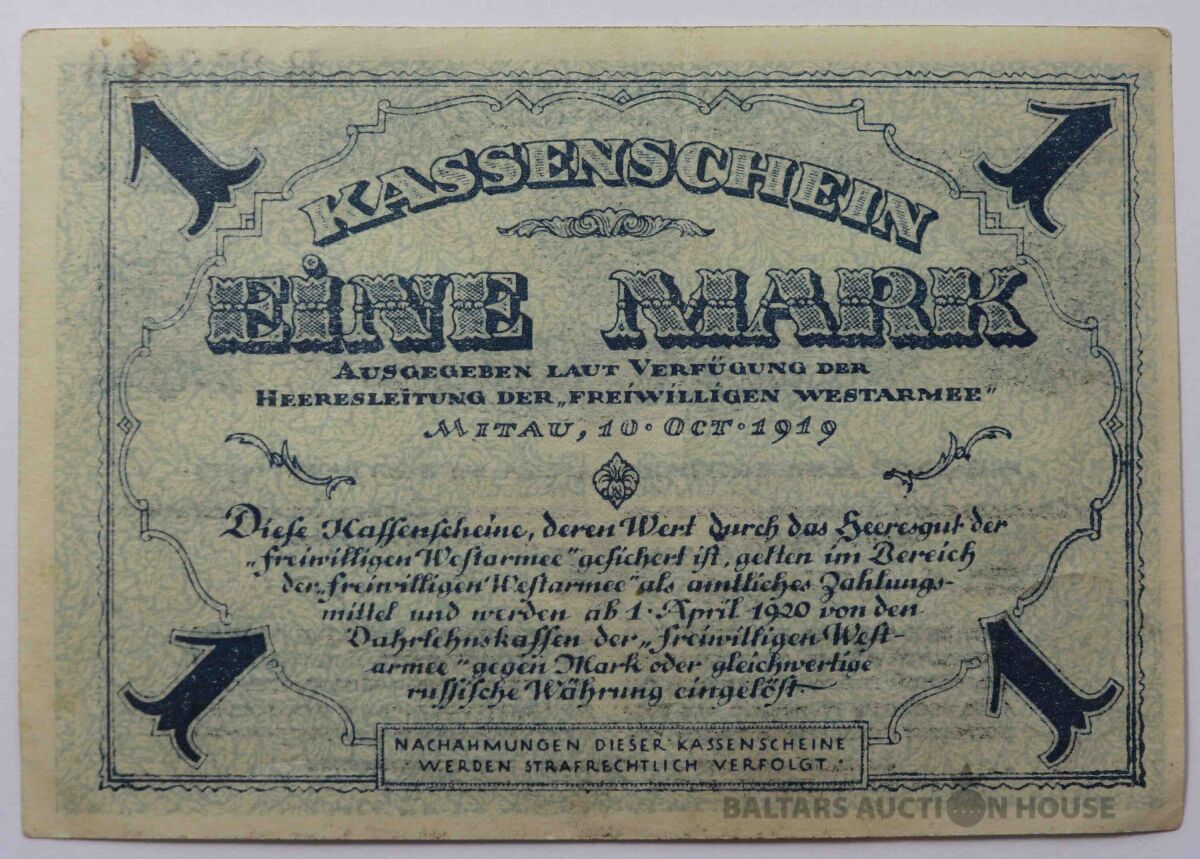 1 1
KASSENSCHEIN
EINE MARK
AUSGEGEBEN LAUT VERFÜGUNG DER
HEERESLEITUNG DER „FREIWILLIGEN WESTARMEE"
MITAU, 10·OCT·1919
Diese Kassenscheine, deren Wert durch das Heeresgut der
„Freiwilligen Westarmee" gesichert ist, gelten im Bereich
der „Freiwilligen Westarmee" als amtliches Zahlungs-
mittel und werden ab 1·April 1920 von den
Dahrlehnskassen der „Freiwilligen West-
armee" gegen Mark oder gleichwertige
russische Währung eingelöst·
1 1
NACHAHMUNGEN DIESER KASSENSCHEINE
WERDEN STRAFRECHTLICH VERFOLGT·
BALTARS AUCTION HOUSE